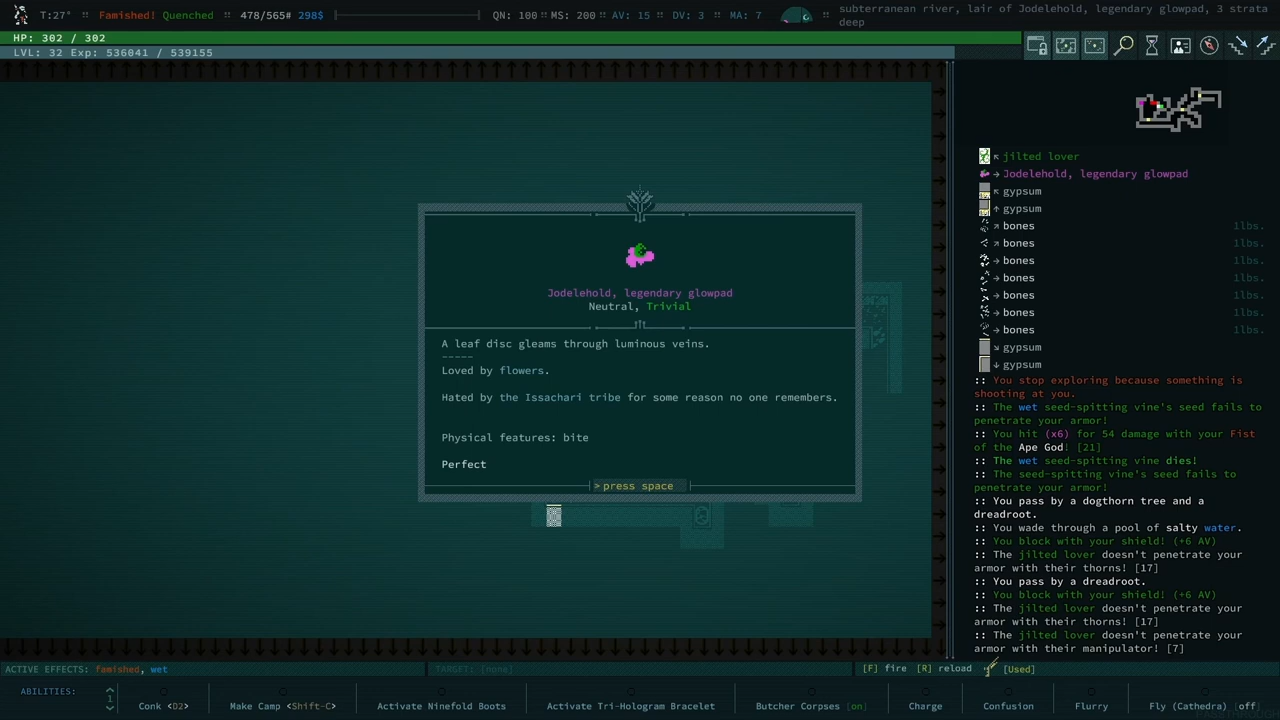 T:27° :: Famished! Quenched :: 478/565# 298$ QN: 100 :: MS: 200 :: AV: 15 :: DV: 3 :: MA: 7 :: subterranean river, lair of Jodelehold, legendary glowpad, 3 strata
deep
HP: 302 / 302
LVL: 32 Exp: 536041 / 539155
jilted lover
Jodelehold, legendary glowpad
gypsum
gypsum
bones 1lbs.
bones 1lbs.
bones 1lbs.
bones 1lbs.
bones 1lbs.
bones 1lbs.
bones 1lbs.
gypsum
gypsum
Jodelehold, legendary glowpad
Neutral, Trivial
A leaf disc gleams through luminous veins.
-----
Loved by flowers.
Hated by the Issachari tribe for some reason no one remembers.
Physical features: bite
Perfect
>press space
:: You stop exploring because something is
shooting at you.
:: The wet seed-spitting vine's seed fails to
penetrate your armor!
:: You hit (x6) for 54 damage with your Fist
of the Ape God! [21]
:: The wet seed-spitting vine dies!
:: The seed-spitting vine's seed fails to
penetrate your armor!
:: You pass by a dogthorn tree and a
dreadroot.
:: You wade through a pool of salty water.
:: You block with your shield! (+6 AV)
:: The jilted lover doesn't penetrate your
armor with their thorns! [17]
:: You pass by a dreadroot.
:: You block with your shield! (+6 AV)
:: The jilted lover doesn't penetrate your
armor with their thorns! [17]
:: The jilted lover doesn't penetrate your
armor with their manipulator! [7]
ACTIVE EFFECTS: famished, wet
TARGET: [none]
[F] fire [R] reload [Used]
ABILITIES: 1 Conk <02> Make Camp <Shift-C> Activate Ninefold Boots Activate Tri-Hologram Bracelet Butcher Corpses [on] Charge Confusion Flurry Fly (Cathedra) [off